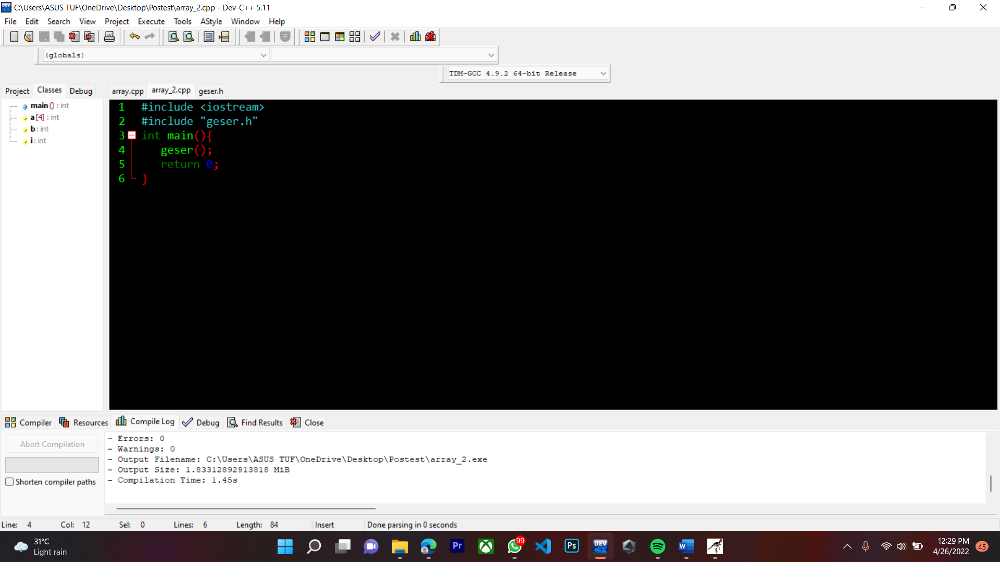 C:\Users\ASUS TUF\OneDrive\Desktop\Postest\array_2.cpp - Dev-C++ 5.11
File Edit Search View Project Execute Tools AStyle Window Help
(globals)
TDM-GCC 4.9.2 64-bit Release
Project Classes Debug
array.cpp array_2.cpp geser.h
main () : int
a [4] : int
b : int
i : int
1 #include <iostream>
2 #include "geser.h"
3 int main(){
4 geser();
5 return 0;
6 }
Compiler Resources Compile Log Debug Find Results Close
Abort Compilation
Shorten compiler paths
- Errors: 0
- Warnings: 0
- Output Filename: C:\Users\ASUS TUF\OneDrive\Desktop\Postest\array_2.exe
- Output Size: 1.83312892913818 MiB
- Compilation Time: 1.45s
Line: 4 Col: 12 Sel: 0 Lines: 6 Length: 84 Insert Done parsing in 0 seconds
31°C
Light rain
Pr
99
Ps
DEV
C++
W
12:29 PM
4/26/2022
45